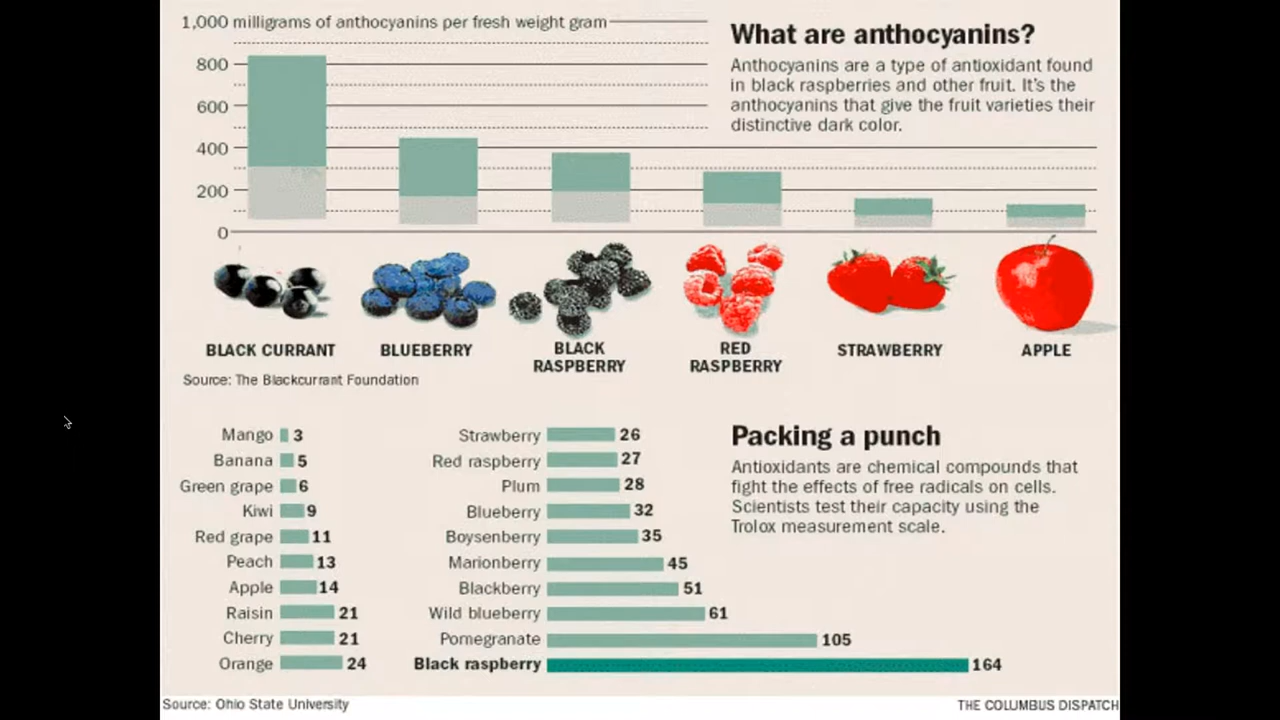 1,000 milligrams of anthocyanins per fresh weight gram
800
600
400
200
0
What are anthocyanins?
Anthocyanins are a type of antioxidant found
in black raspberries and other fruit. It's the
anthocyanins that give the fruit varieties their
distinctive dark color.
BLACK CURRANT
BLUEBERRY
BLACK
RASPBERRY
RED
RASPBERRY
STRAWBERRY
APPLE
Source: The Blackcurrant Foundation
Mango 3
Banana 5
Green grape 6
Kiwi 9
Red grape 11
Peach 13
Apple 14
Raisin 21
Cherry 21
Orange 24
Strawberry 26
Red raspberry 27
Plum 28
Blueberry 32
Boysenberry 35
Marionberry 45
Blackberry 51
Wild blueberry 61
Pomegranate 105
Black raspberry 164
Packing a punch
Antioxidants are chemical compounds that
fight the effects of free radicals on cells.
Scientists test their capacity using the
Trolox measurement scale.
Source: Ohio State University
THE COLUMBUS DISPATCH